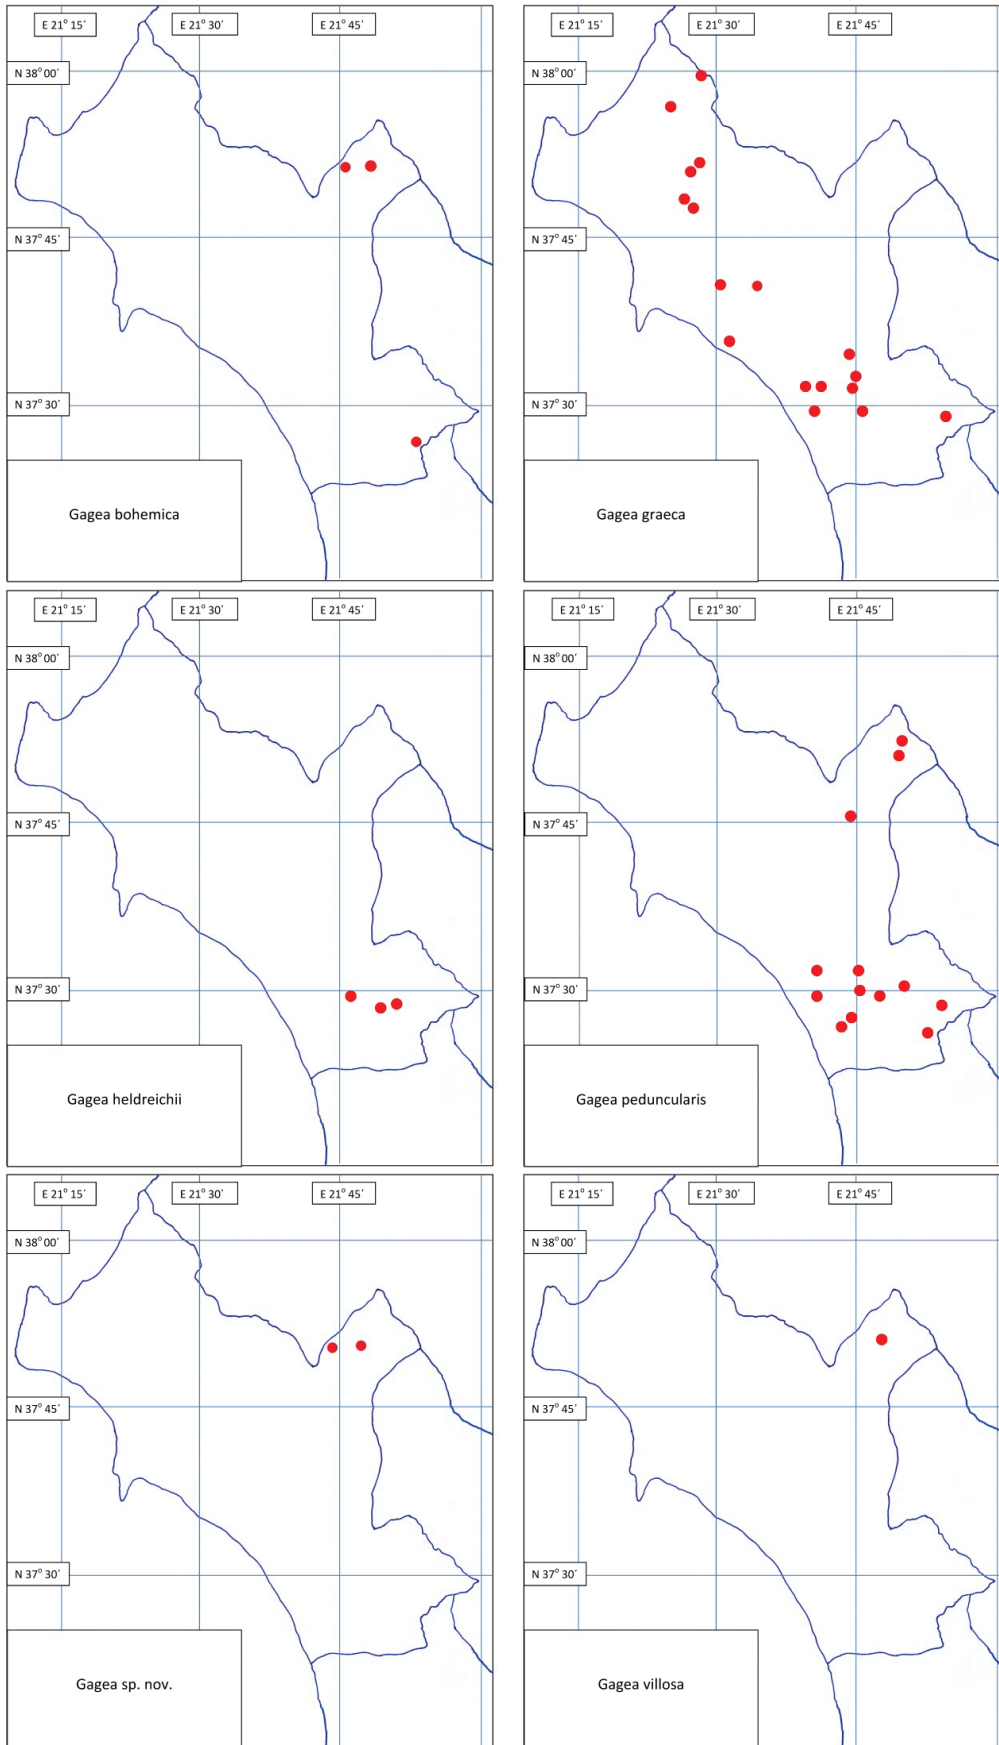 E 21° 15′ E 21° 30′ E 21° 45′
N 38° 00′
N 37° 45′
N 37° 30′
Gagea bohemica
E 21° 15′ E 21° 30′ E 21° 45′
N 38° 00′
N 37° 45′
N 37° 30′
Gagea graeca
E 21° 15′ E 21° 30′ E 21° 45′
N 38° 00′
N 37° 45′
N 37° 30′
Gagea heldreichii
E 21° 15′ E 21° 30′ E 21° 45′
N 38° 00′
N 37° 45′
N 37° 30′
Gagea peduncularis
E 21° 15′ E 21° 30′ E 21° 45′
N 38° 00′
N 37° 45′
N 37° 30′
Gagea sp. nov.
E 21° 15′ E 21° 30′ E 21° 45′
N 38° 00′
N 37° 45′
N 37° 30′
Gagea villosa